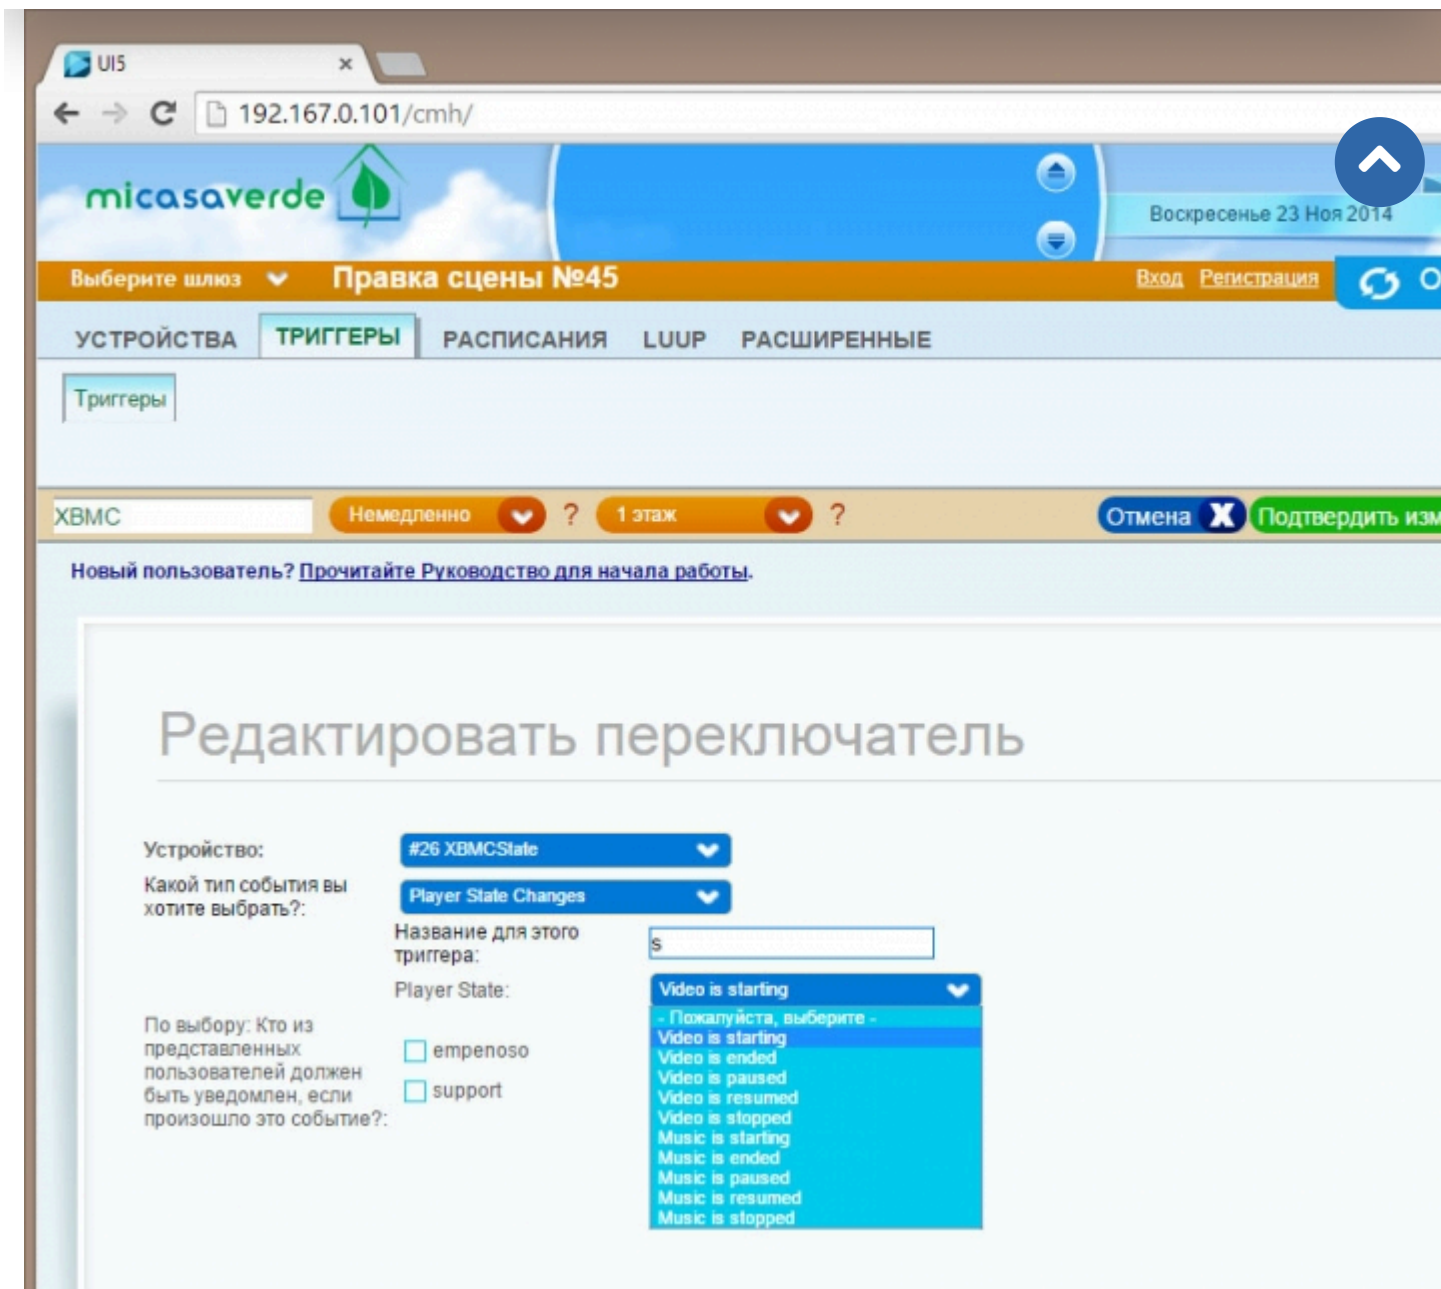 UI5
192.167.0.101/cmh/
micasaverde
Воскресенье 23 Ноя 2014
Выберите шлюз
Правка сцены №45
Вход Регистрация
УСТРОЙСТВА ТРИГГЕРЫ РАСПИСАНИЯ LUUP РАСШИРЕННЫЕ
Триггеры
XBMC Немедленно ? 1 этаж ? Отмена X Подтвердить изм
Новый пользователь? Прочитайте Руководство для начала работы.
Редактировать переключатель
Устройство: #26 XBMCState
Какой тип события вы
хотите выбрать?:
Player State Changes
Название для этого
триггера:
s
Player State: Video is starting
- Пожалуйста, выберите -
Video is starting
Video is ended
Video is paused
Video is resumed
Video is stopped
Music is starting
Music is ended
Music is paused
Music is resumed
Music is stopped
По выбору: Кто из
представленных
пользователей должен
быть уведомлен, если
произошло это событие?:
empenoso
support